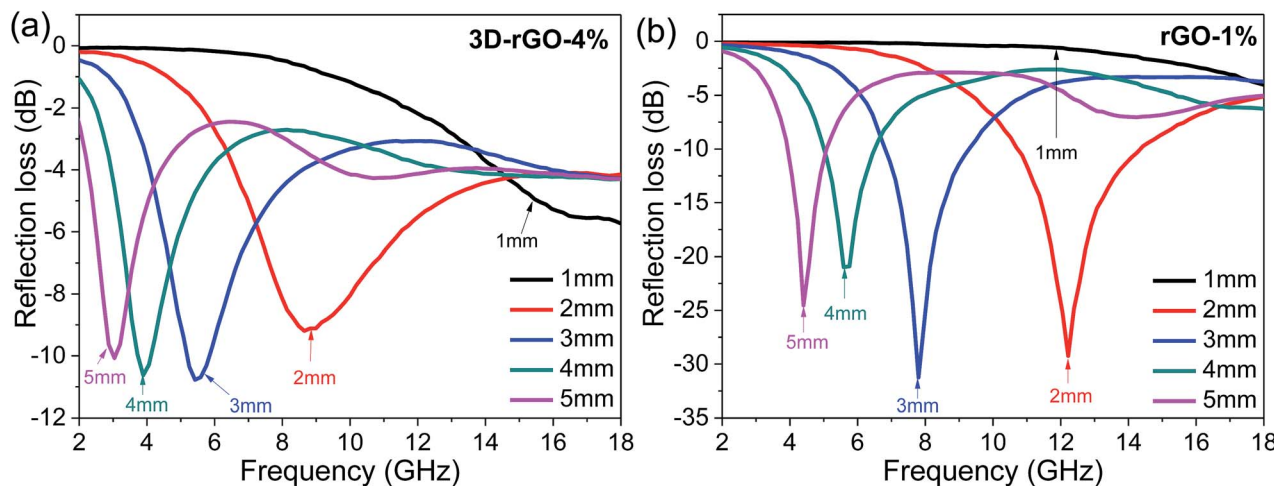 (a)
3D-rGO-4%
Reflection loss (dB)
0
-2
-4
-6
-8
-10
-12
2 4 6 8 10 12 14 16 18
Frequency (GHz)
1mm
2mm
3mm
4mm
5mm
1mm
2mm
3mm
4mm
5mm
(b)
rGO-1%
Reflection loss (dB)
0
-5
-10
-15
-20
-25
-30
-35
2 4 6 8 10 12 14 16 18
Frequency (GHz)
1mm
2mm
3mm
4mm
5mm
1mm
2mm
3mm
4mm
5mm